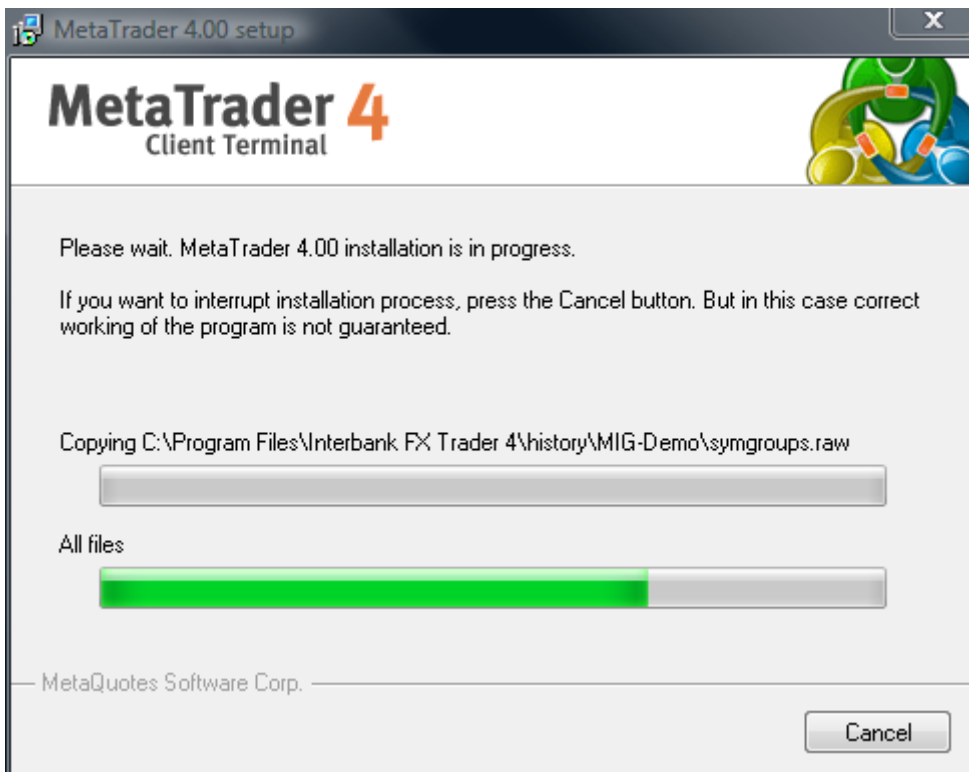 MetaTrader 4.00 setup
MetaTrader 4
Client Terminal
Please wait. MetaTrader 4.00 installation is in progress.
If you want to interrupt installation process, press the Cancel button. But in this case correct
working of the program is not guaranteed.
Copying C:\Program Files\Interbank FX Trader 4\history\MIG-Demo\symgroups.raw
All files
MetaQuotes Software Corp.
Cancel